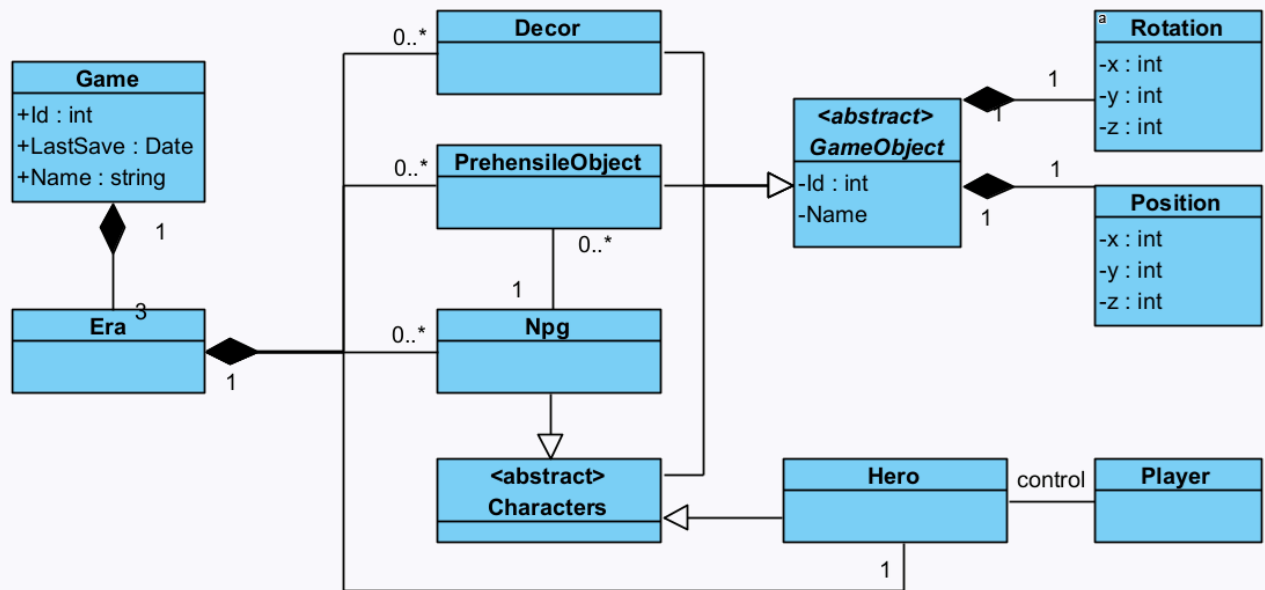 Game
+Id : int
+LastSave : Date
+Name : string
1
3
Era
1
0..*
Decor
0..*
PrehensileObject
0..*
1
0..*
Npg
<abstract>
Characters
<abstract>
GameObject
-Id : int
-Name
1
1
a
Rotation
-x : int
-y : int
-z : int
1
1
Position
-x : int
-y : int
-z : int
Hero
1
control
Player